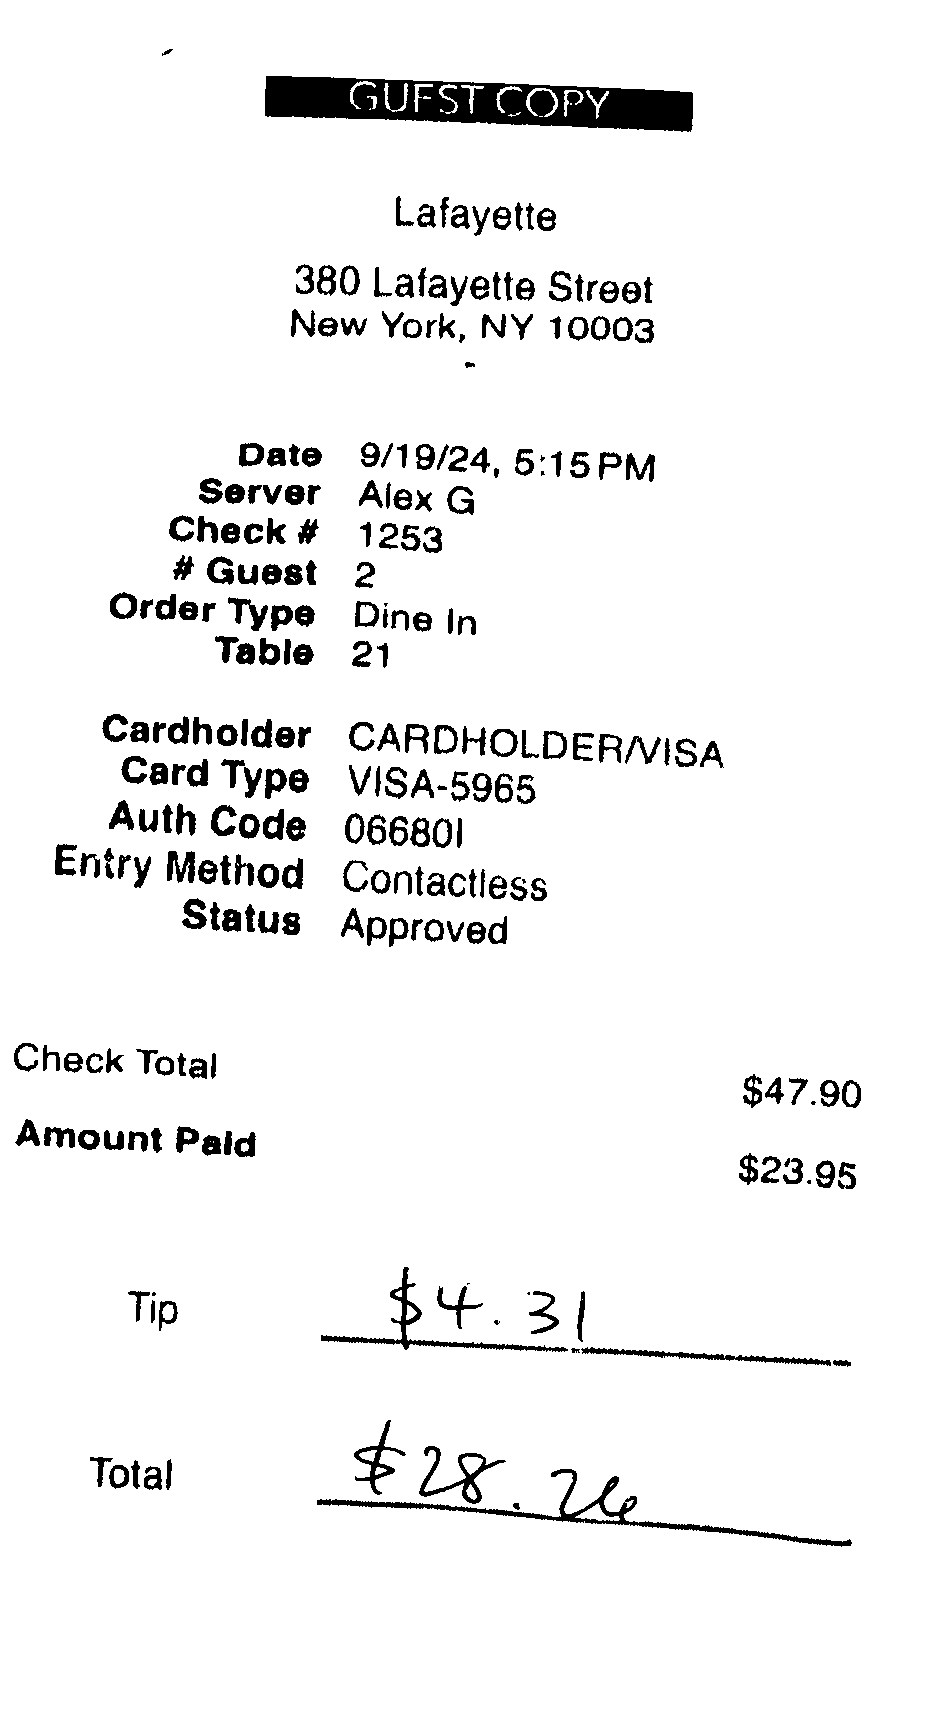 GUEST COPY
Lafayette
380 Lafayette Street
New York, NY 10003
Date 9/19/24, 5:15 PM
Server Alex G
Check # 1253
# Guest 2
Order Type Dine In
Table 21
Cardholder CARDHOLDER/VISA
Card Type VISA-5965
Auth Code 06680I
Entry Method Contactless
Status Approved
Check Total $47.90
Amount Paid $23.95
Tip $4.31
Total $28.26